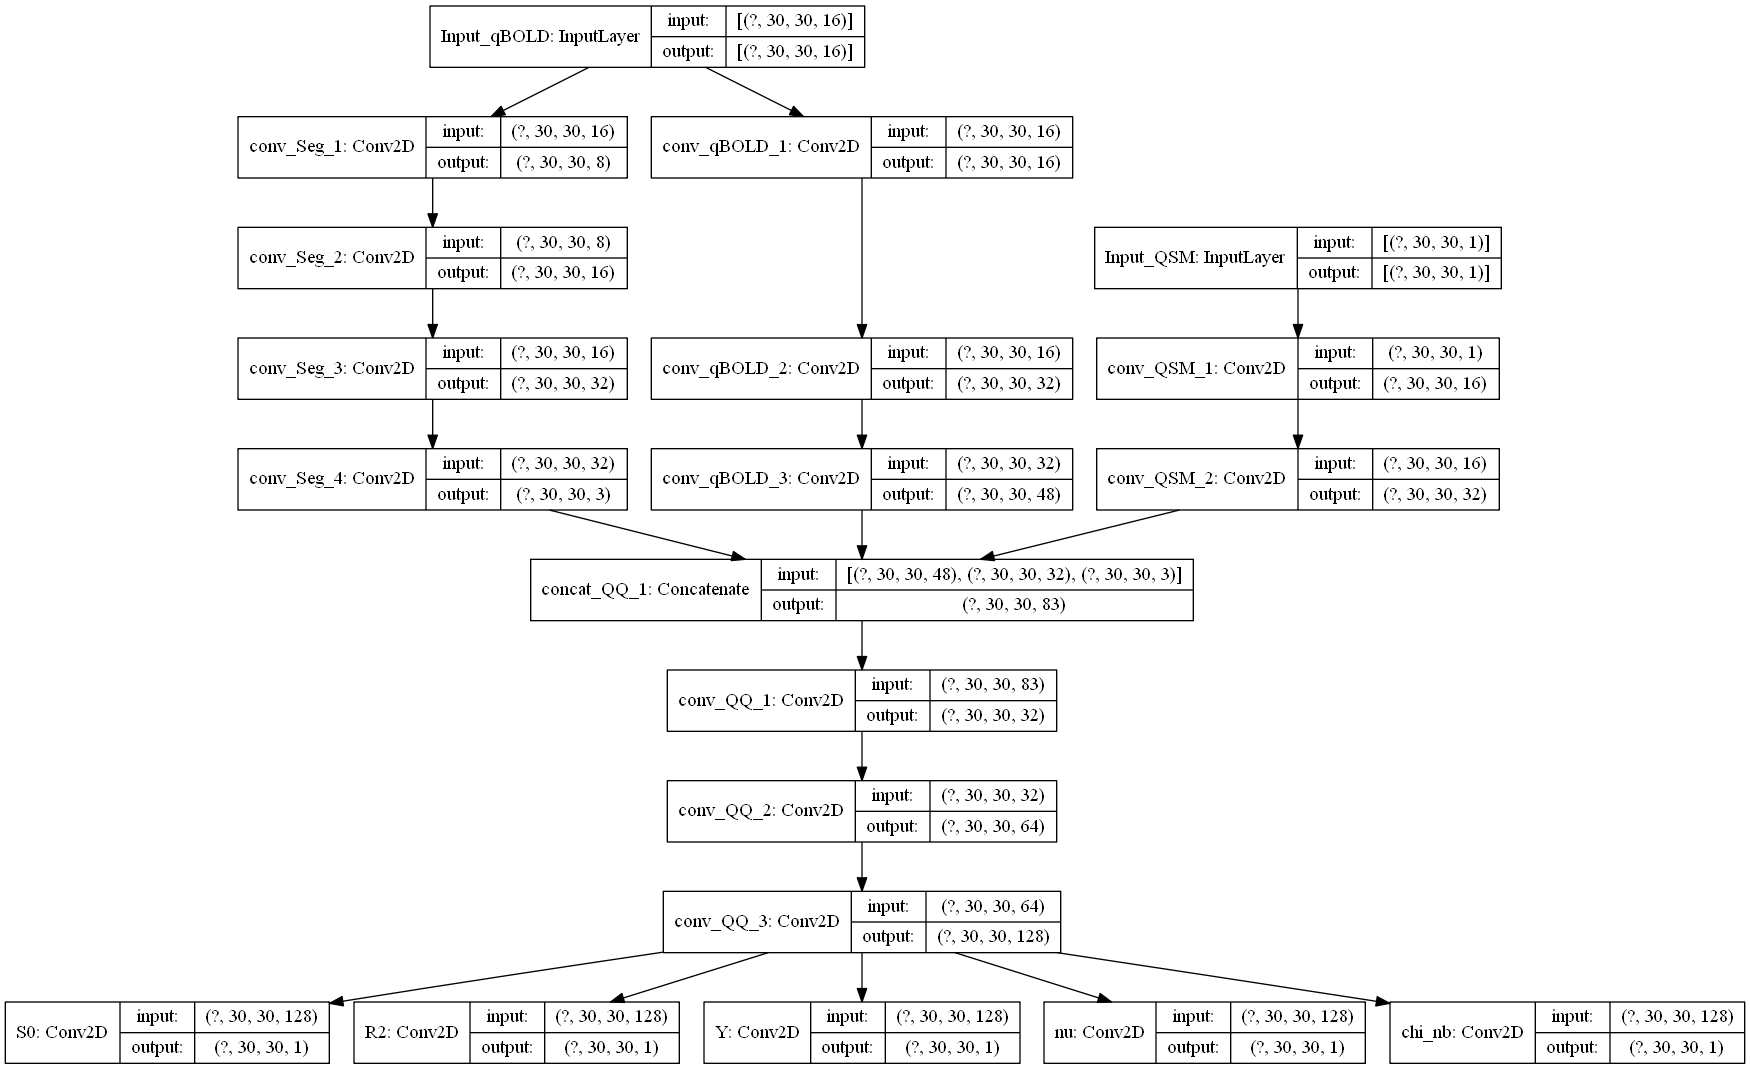 Input_qBOLD: InputLayer
input: [(?, 30, 30, 16)]
output: [(?, 30, 30, 16)]
conv_Seg_1: Conv2D
input: (?, 30, 30, 16)
output: (?, 30, 30, 8)
conv_qBOLD_1: Conv2D
input: (?, 30, 30, 16)
output: (?, 30, 30, 16)
conv_Seg_2: Conv2D
input: (?, 30, 30, 8)
output: (?, 30, 30, 16)
Input_QSM: InputLayer
input: [(?, 30, 30, 1)]
output: [(?, 30, 30, 1)]
conv_Seg_3: Conv2D
input: (?, 30, 30, 16)
output: (?, 30, 30, 32)
conv_qBOLD_2: Conv2D
input: (?, 30, 30, 16)
output: (?, 30, 30, 32)
conv_QSM_1: Conv2D
input: (?, 30, 30, 1)
output: (?, 30, 30, 16)
conv_Seg_4: Conv2D
input: (?, 30, 30, 32)
output: (?, 30, 30, 3)
conv_qBOLD_3: Conv2D
input: (?, 30, 30, 32)
output: (?, 30, 30, 48)
conv_QSM_2: Conv2D
input: (?, 30, 30, 16)
output: (?, 30, 30, 32)
concat_QQ_1: Concatenate
input: [(?, 30, 30, 48), (?, 30, 30, 32), (?, 30, 30, 3)]
output: (?, 30, 30, 83)
conv_QQ_1: Conv2D
input: (?, 30, 30, 83)
output: (?, 30, 30, 32)
conv_QQ_2: Conv2D
input: (?, 30, 30, 32)
output: (?, 30, 30, 64)
conv_QQ_3: Conv2D
input: (?, 30, 30, 64)
output: (?, 30, 30, 128)
S0: Conv2D
input: (?, 30, 30, 128)
output: (?, 30, 30, 1)
R2: Conv2D
input: (?, 30, 30, 128)
output: (?, 30, 30, 1)
Y: Conv2D
input: (?, 30, 30, 128)
output: (?, 30, 30, 1)
nu: Conv2D
input: (?, 30, 30, 128)
output: (?, 30, 30, 1)
chi_nb: Conv2D
input: (?, 30, 30, 128)
output: (?, 30, 30, 1)